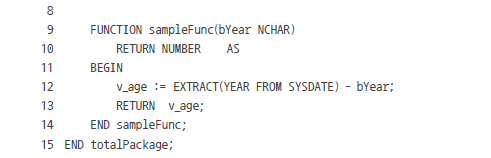 8
9 FUNCTION sampleFunc(bYear NCHAR)
10 RETURN NUMBER AS
11 BEGIN
12 v_age := EXTRACT(YEAR FROM SYSDATE) - bYear;
13 RETURN v_age;
14 END sampleFunc;
15 END totalPackage;